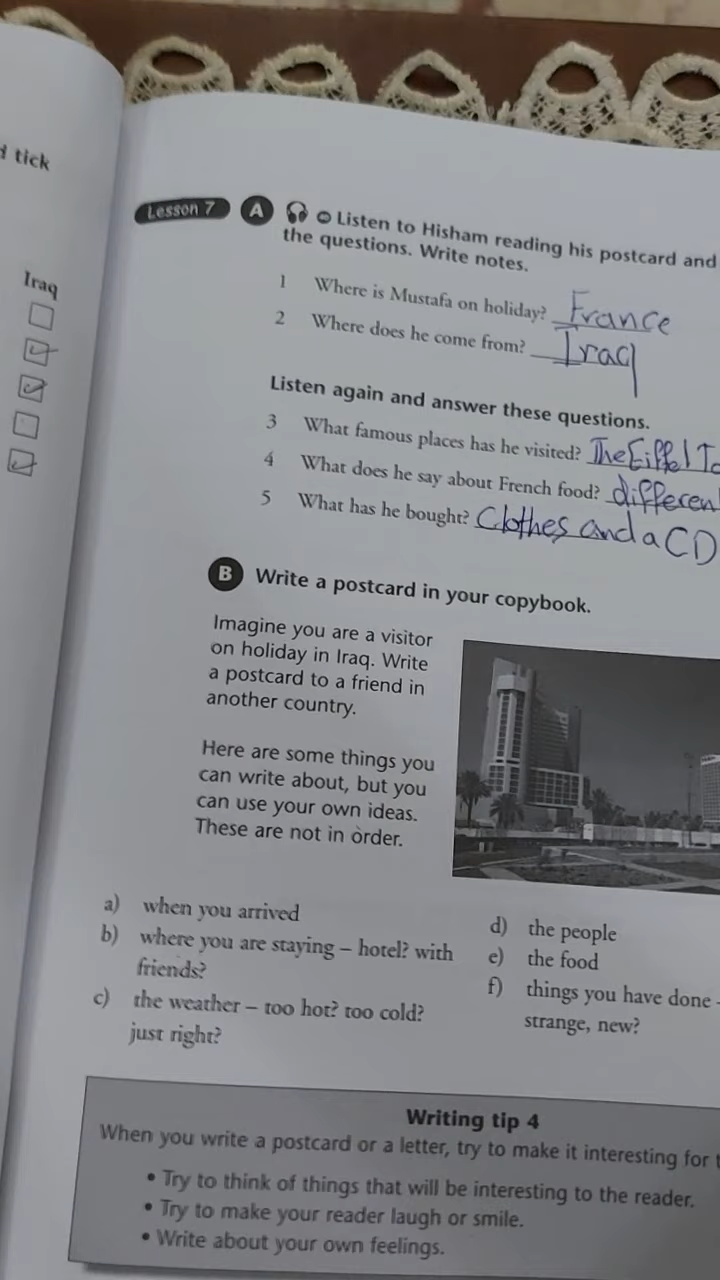 d tick
Iraq
Lesson 7 A Listen to Hisham reading his postcard and
the questions. Write notes.
1 Where is Mustafa on holiday? France
2 Where does he come from? Iraq
Listen again and answer these questions.
3 What famous places has he visited? The Eiffel To
4 What does he say about French food? differen
5 What has he bought? Clothes and a CD
B Write a postcard in your copybook.
Imagine you are a visitor
on holiday in Iraq. Write
a postcard to a friend in
another country.
Here are some things you
can write about, but you
can use your own ideas.
These are not in order.
a) when you arrived
b) where you are staying – hotel? with
friends?
c) the weather – too hot? too cold?
just right?
d) the people
e) the food
f) things you have done -
strange, new?
Writing tip 4
When you write a postcard or a letter, try to make it interesting for t
• Try to think of things that will be interesting to the reader.
• Try to make your reader laugh or smile.
• Write about your own feelings.